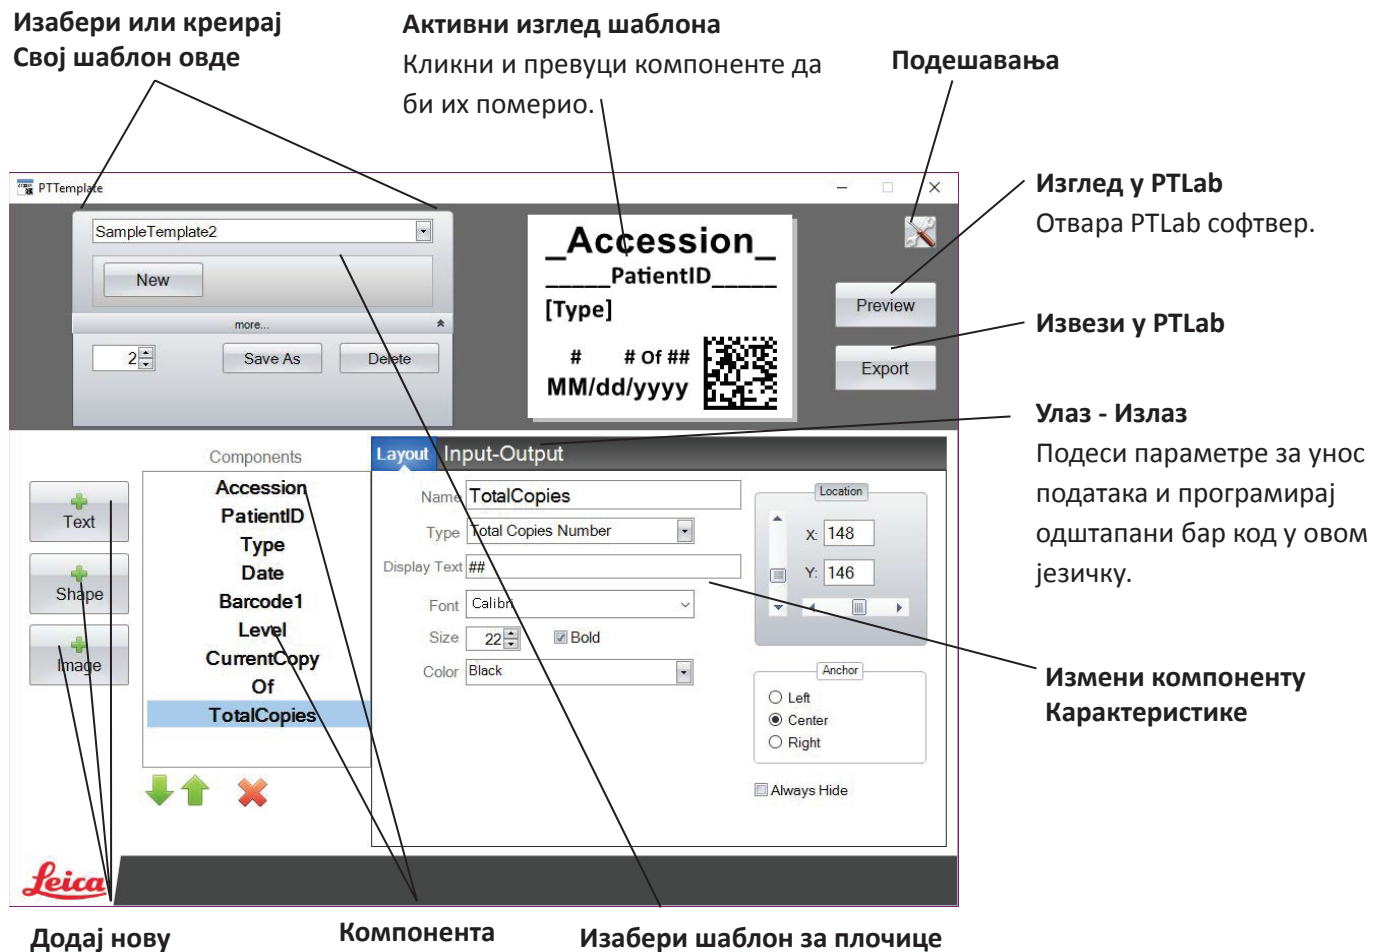 Изабери или креирај
Свој шаблон овде
Активни изглед шаблона
Кликни и превуци компоненте да
би их померио.
Подешавања
PTTemplate
SampleTemplate2
New
more...
2
Save As
Delete
_Accession_
_____PatientID_____
[Type]
# # Of ##
MM/dd/yyyy
Preview
Export
Изглед у PTLab
Отвара PTLab софтвер.
Извези у PTLab
Улаз - Излаз
Подеси параметре за унос
података и програмирај
одштапани бар код у овом
језичку.
Измени компоненту
Карактеристике
Text
Shape
Image
Components
Accession
PatientID
Type
Date
Barcode1
Level
CurrentCopy
Of
TotalCopies
Layout Input-Output
Name TotalCopies
Type Total Copies Number
Display Text ##
Font Calibri
Size 22 Bold
Color Black
Location
X: 148
Y: 146
Anchor
Left
Center
Right
Always Hide
Leica
Додај нову
Компонента
Изабери шаблон за плочице